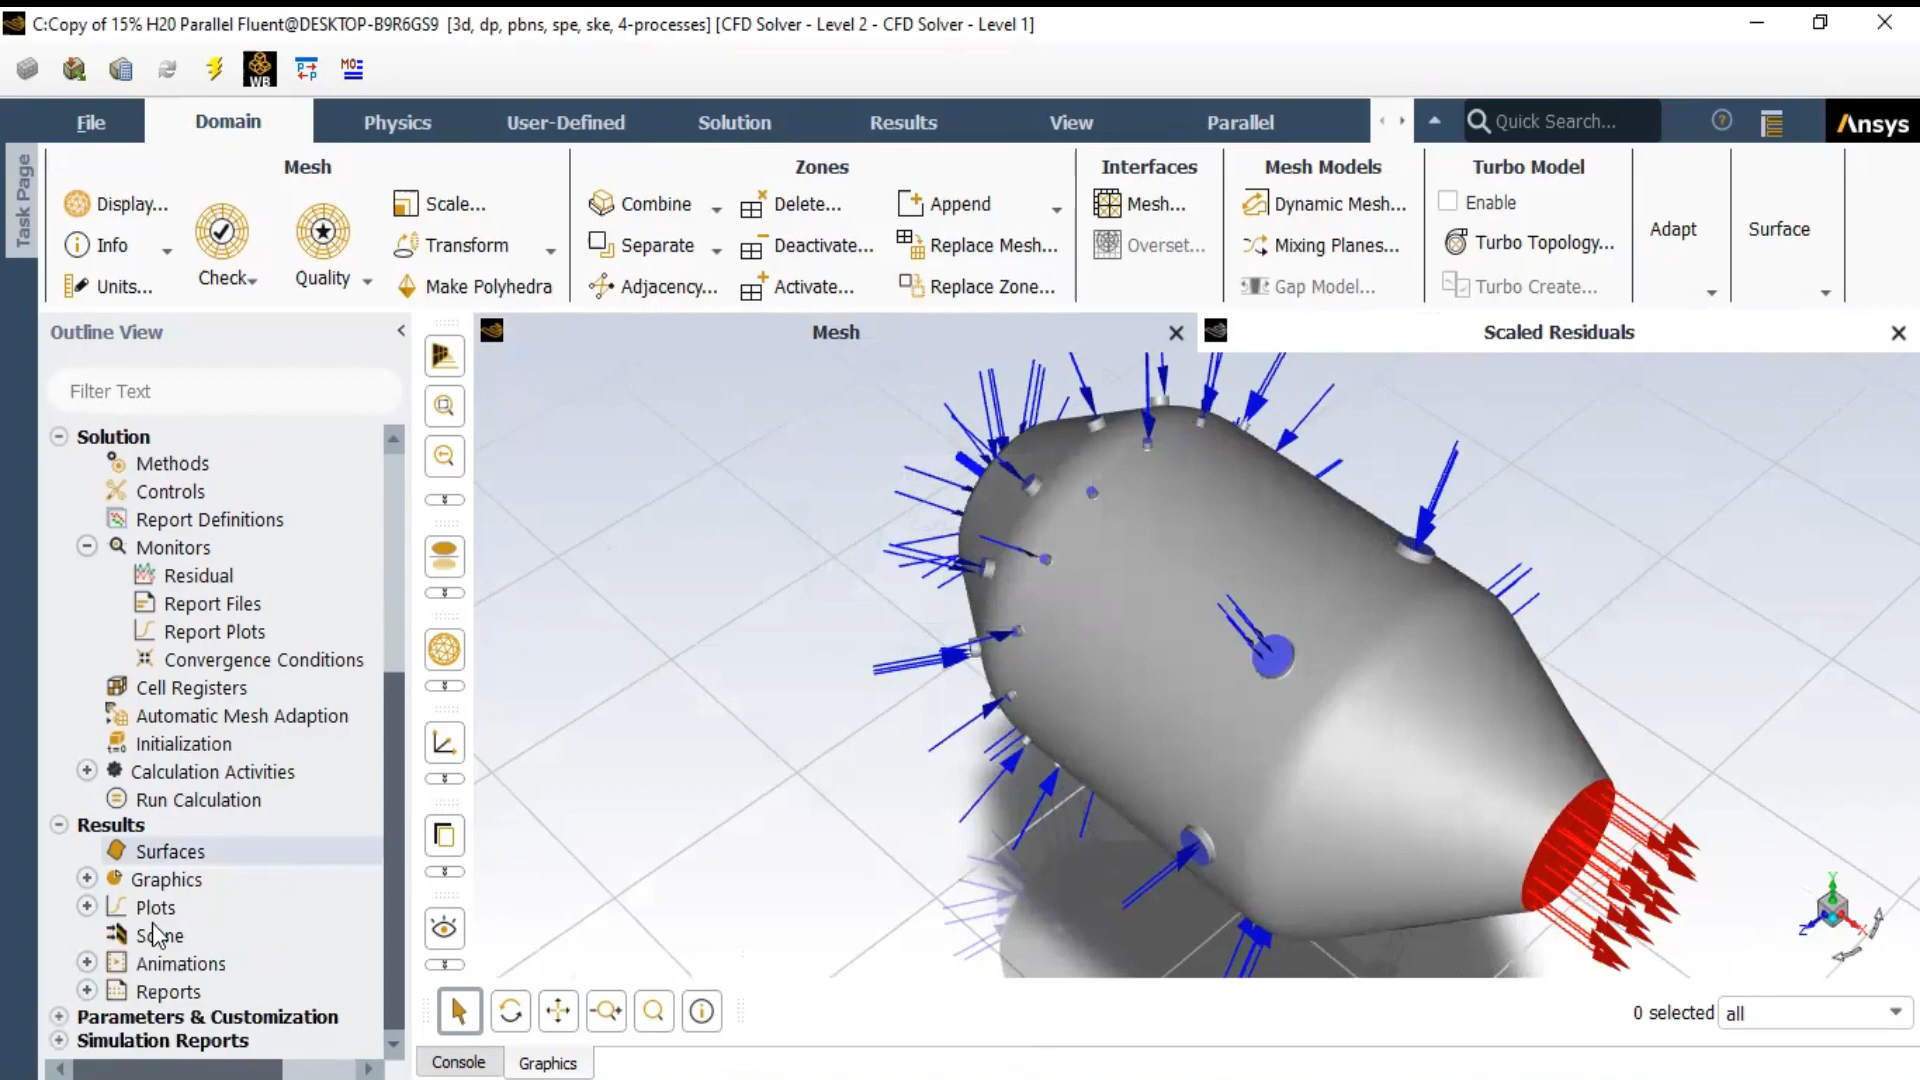 C:Copy of 15% H20 Parallel Fluent@DESKTOP-B9R6GS9 [3d, dp, pbns, spe, ske, 4-processes] [CFD Solver - Level 2 - CFD Solver - Level 1]
WB
File Domain Physics User-Defined Solution Results View Parallel Quick Search... Ansys
Task Page
Mesh Zones Interfaces Mesh Models Turbo Model
Display... Scale... Combine Delete... Append Mesh... Dynamic Mesh... Enable
Info Transform Separate Deactivate... Replace Mesh... Overset... Mixing Planes... Turbo Topology... Adapt Surface
Check Quality
Units... Make Polyhedra Adjacency... Activate... Replace Zone... Gap Model... Turbo Create...
Outline View
Mesh
Scaled Residuals
Filter Text
Solution
Methods
Controls
Report Definitions
Monitors
Residual
Report Files
Report Plots
Convergence Conditions
Cell Registers
Automatic Mesh Adaption
Initialization
Calculation Activities
Run Calculation
Results
Surfaces
Graphics
Plots
Scene
Animations
Reports
Parameters & Customization
Simulation Reports
Y
Z
X
0 selected all
Console Graphics